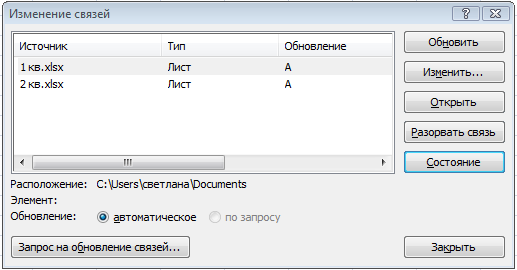 Изменение связей
Источник Тип Обновление
1 кв.xlsx Лист А
2 кв.xlsx Лист А
Обновить
Изменить...
Открыть
Разорвать связь
Состояние
Расположение: C:\Users\светлана\Documents
Элемент:
Обновление: автоматическое по запросу
Запрос на обновление связей... Закрыть